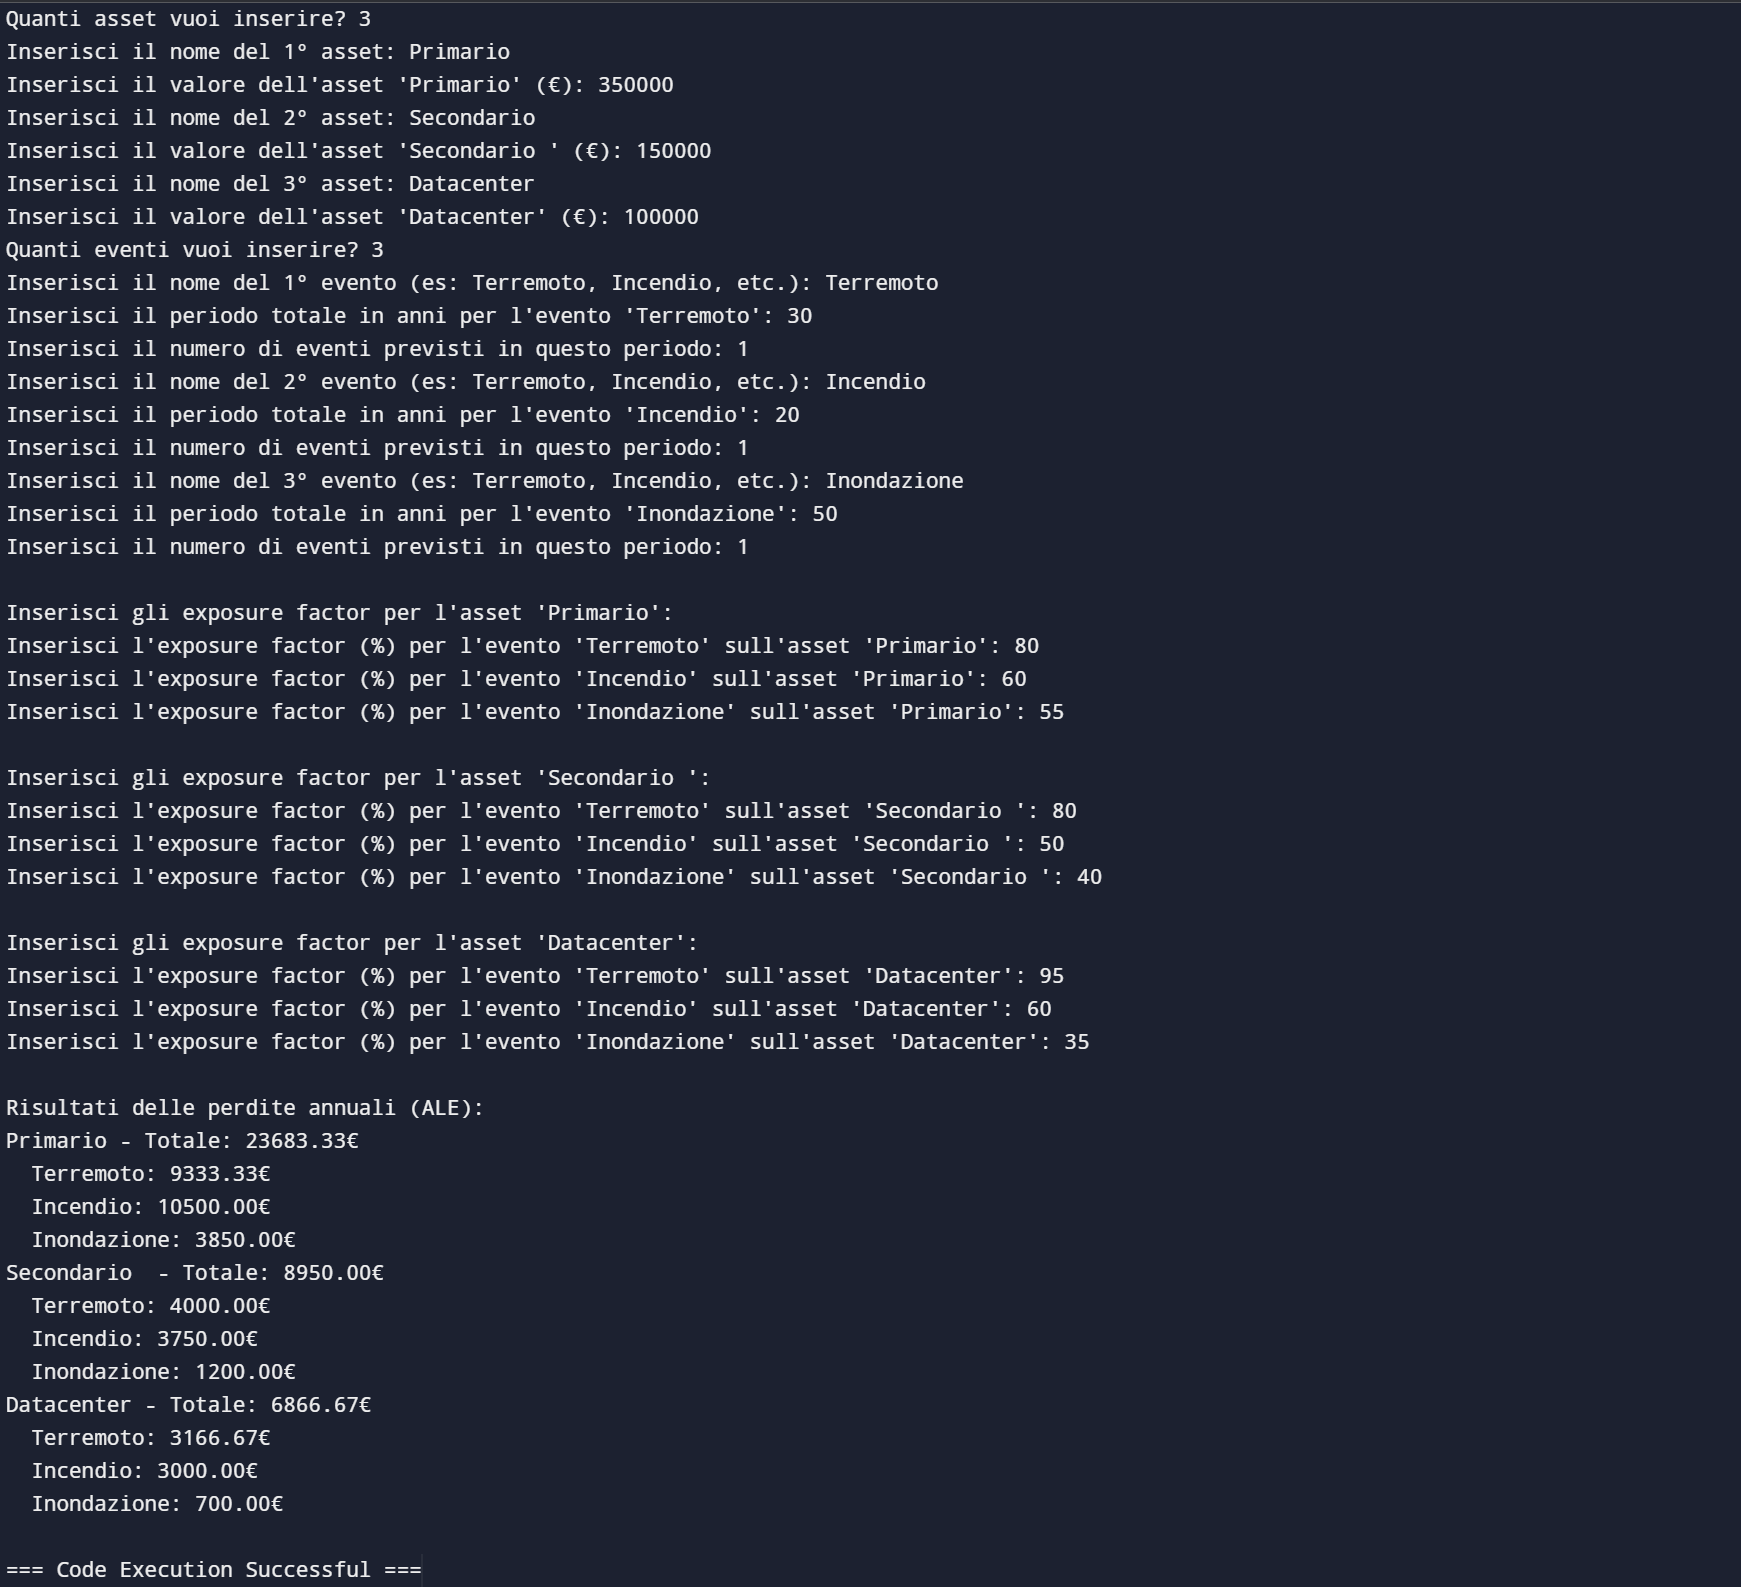 Quanti asset vuoi inserire? 3
Inserisci il nome del 1° asset: Primario
Inserisci il valore dell'asset 'Primario' (€): 350000
Inserisci il nome del 2° asset: Secondario
Inserisci il valore dell'asset 'Secondario ' (€): 150000
Inserisci il nome del 3° asset: Datacenter
Inserisci il valore dell'asset 'Datacenter' (€): 100000
Quanti eventi vuoi inserire? 3
Inserisci il nome del 1° evento (es: Terremoto, Incendio, etc.): Terremoto
Inserisci il periodo totale in anni per l'evento 'Terremoto': 30
Inserisci il numero di eventi previsti in questo periodo: 1
Inserisci il nome del 2° evento (es: Terremoto, Incendio, etc.): Incendio
Inserisci il periodo totale in anni per l'evento 'Incendio': 20
Inserisci il numero di eventi previsti in questo periodo: 1
Inserisci il nome del 3° evento (es: Terremoto, Incendio, etc.): Inondazione
Inserisci il periodo totale in anni per l'evento 'Inondazione': 50
Inserisci il numero di eventi previsti in questo periodo: 1

Inserisci gli exposure factor per l'asset 'Primario':
Inserisci l'exposure factor (%) per l'evento 'Terremoto' sull'asset 'Primario': 80
Inserisci l'exposure factor (%) per l'evento 'Incendio' sull'asset 'Primario': 60
Inserisci l'exposure factor (%) per l'evento 'Inondazione' sull'asset 'Primario': 55

Inserisci gli exposure factor per l'asset 'Secondario ':
Inserisci l'exposure factor (%) per l'evento 'Terremoto' sull'asset 'Secondario ': 80
Inserisci l'exposure factor (%) per l'evento 'Incendio' sull'asset 'Secondario ': 50
Inserisci l'exposure factor (%) per l'evento 'Inondazione' sull'asset 'Secondario ': 40

Inserisci gli exposure factor per l'asset 'Datacenter':
Inserisci l'exposure factor (%) per l'evento 'Terremoto' sull'asset 'Datacenter': 95
Inserisci l'exposure factor (%) per l'evento 'Incendio' sull'asset 'Datacenter': 60
Inserisci l'exposure factor (%) per l'evento 'Inondazione' sull'asset 'Datacenter': 35

Risultati delle perdite annuali (ALE):
Primario - Totale: 23683.33€
  Terremoto: 9333.33€
  Incendio: 10500.00€
  Inondazione: 3850.00€
Secondario  - Totale: 8950.00€
  Terremoto: 4000.00€
  Incendio: 3750.00€
  Inondazione: 1200.00€
Datacenter - Totale: 6866.67€
  Terremoto: 3166.67€
  Incendio: 3000.00€
  Inondazione: 700.00€

=== Code Execution Successful ===